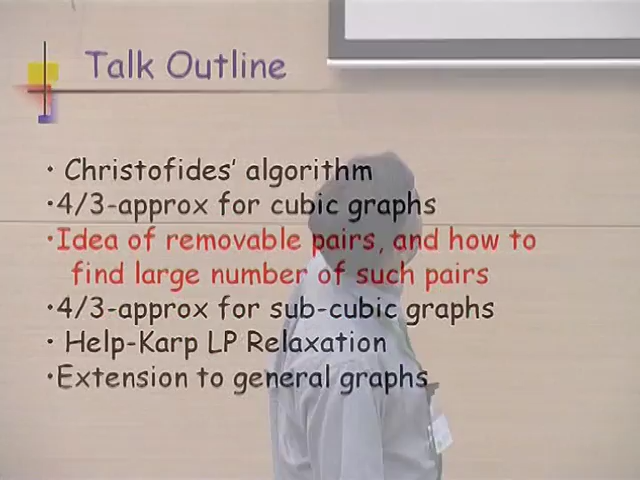 Talk Outline
• Christofides' algorithm
•4/3-approx for cubic graphs
•Idea of removable pairs, and how to
find large number of such pairs
•4/3-approx for sub-cubic graphs
• Help-Karp LP Relaxation
•Extension to general graphs